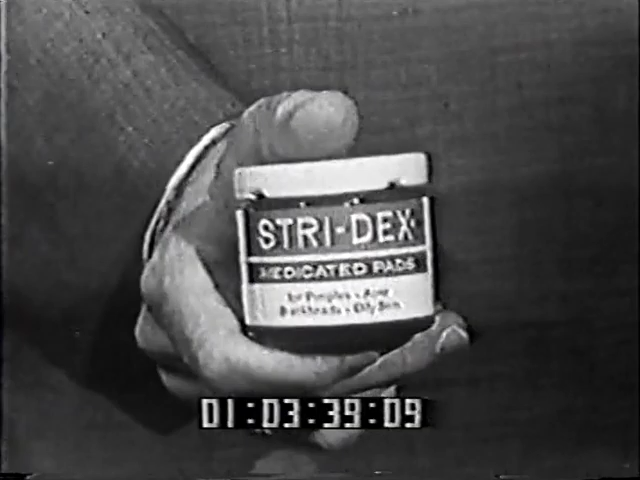 STRI-DEX
MEDICATED PADS
for Pimples - Acne
Blackheads - Oily Skin
01:03:39:09